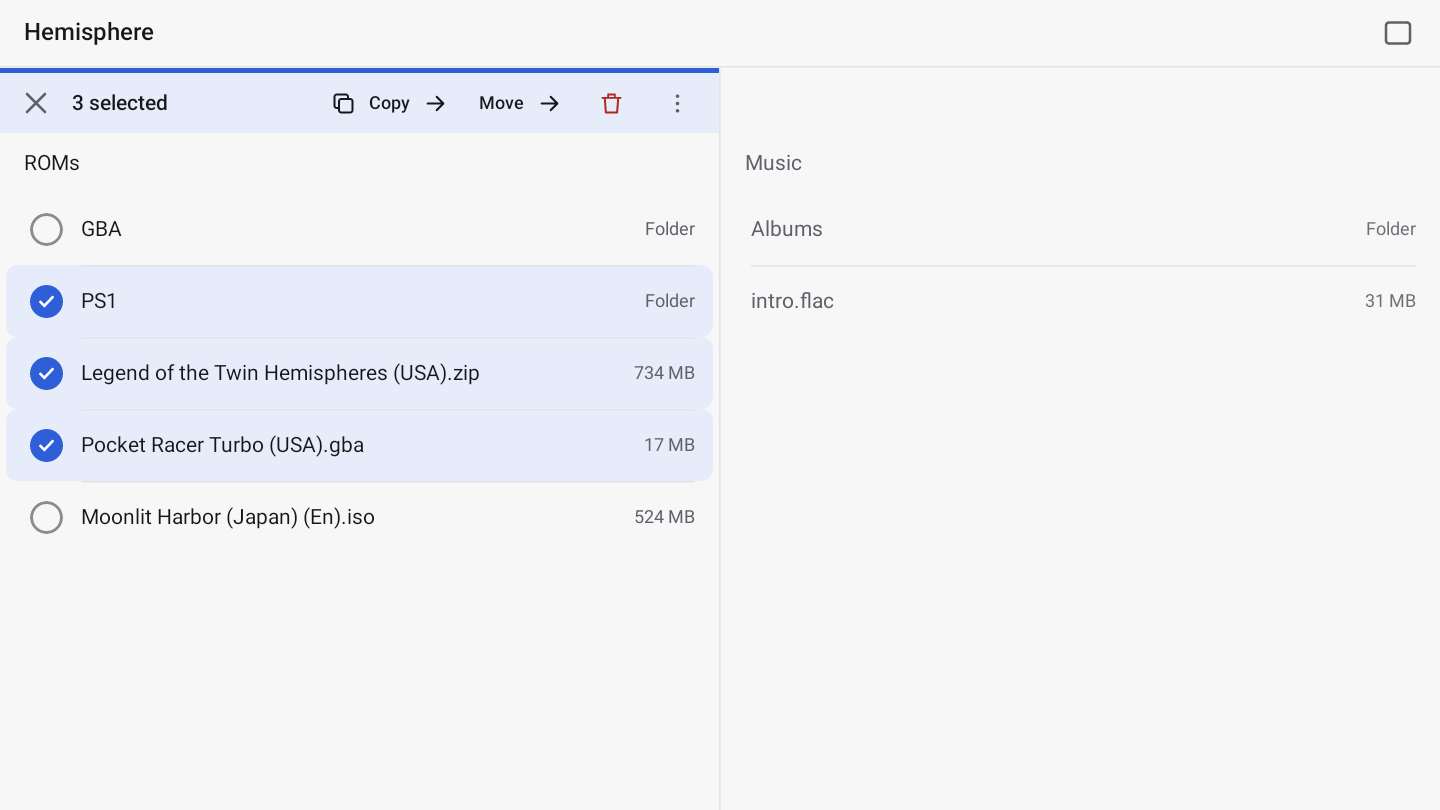 Hemisphere
3 selected
Copy
Move
ROMs
GBA
Folder
PS1
Folder
Legend of the Twin Hemispheres (USA).zip
734 MB
Pocket Racer Turbo (USA).gba
17 MB
Moonlit Harbor (Japan) (En).iso
524 MB
Music
Albums
Folder
intro.flac
31 MB